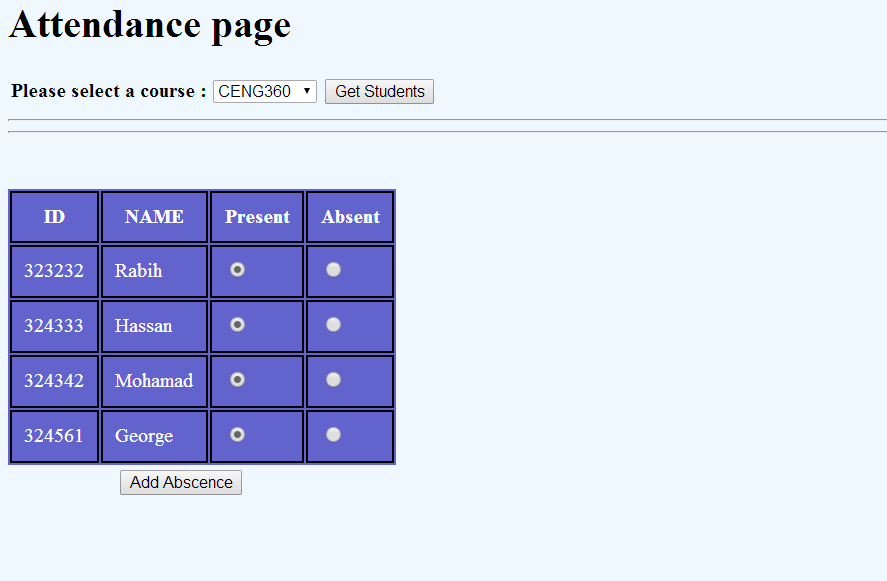 Attendance page
Please select a course : CENG360 Get Students
ID NAME Present Absent
323232 Rabih
324333 Hassan
324342 Mohamad
324561 George
Add Abscence